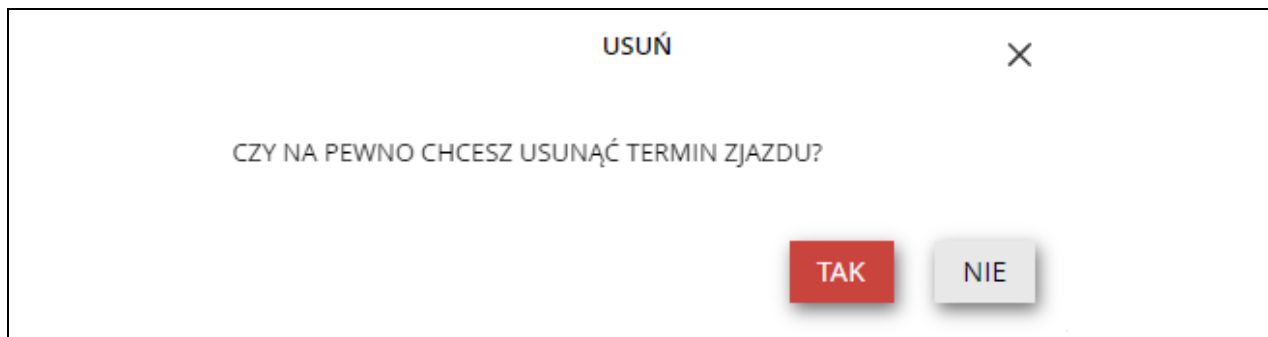 USUŃ
CZY NA PEWNO CHCESZ USUNĄĆ TERMIN ZJAZDU?
TAK NIE